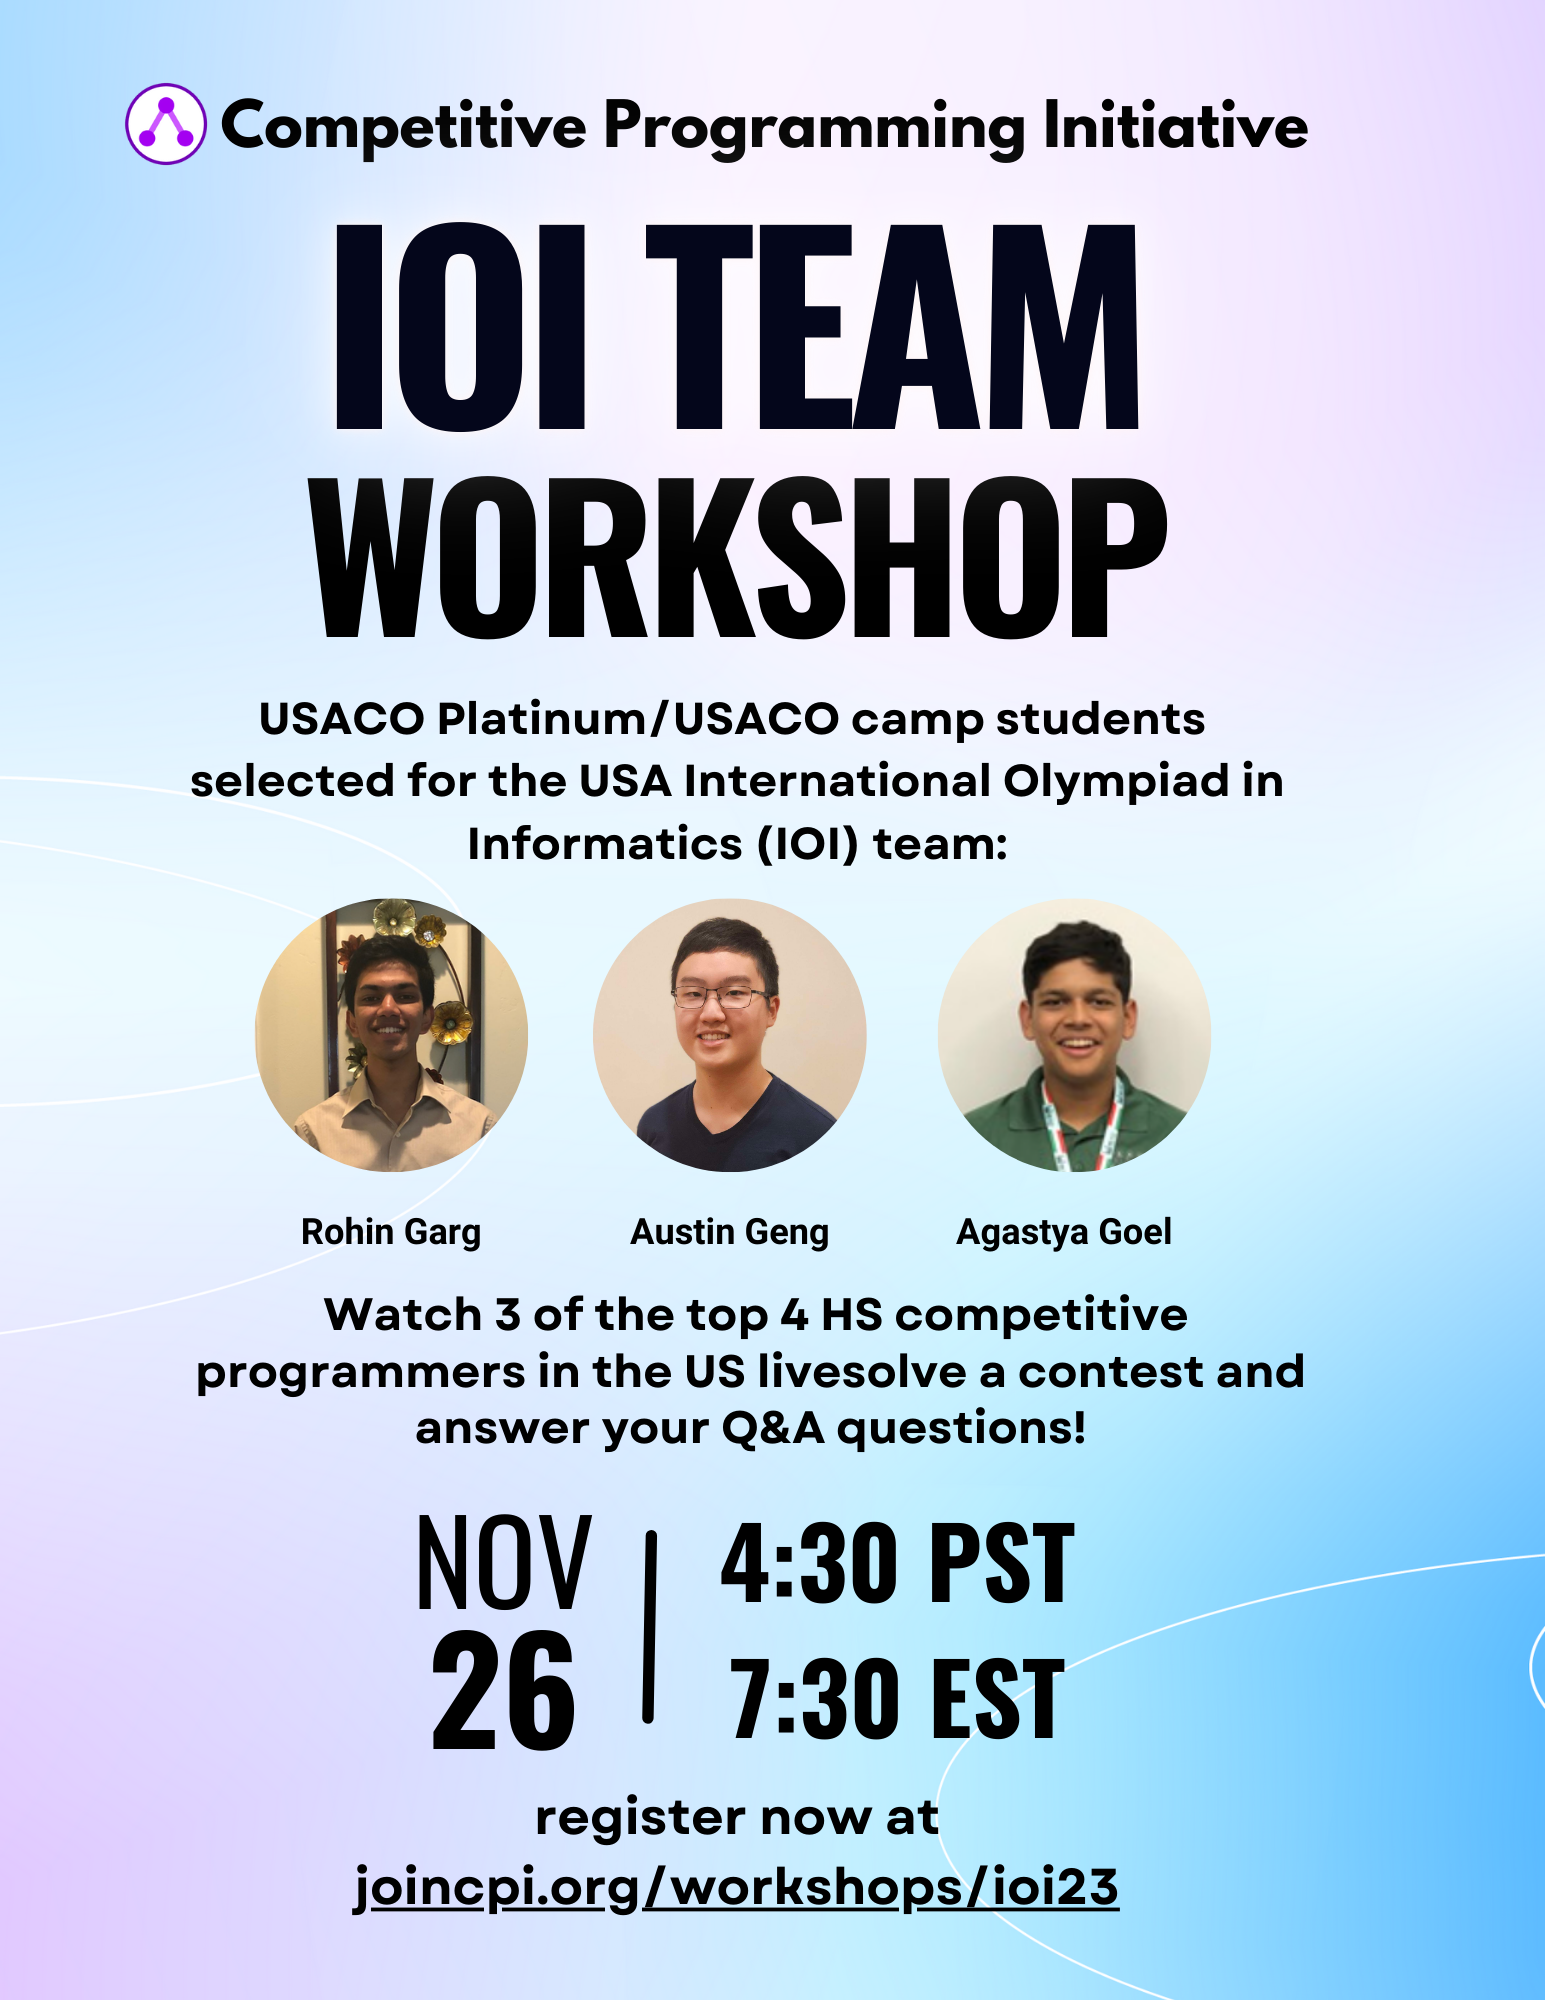 Competitive Programming Initiative
IOI TEAM
WORKSHOP
USACO Platinum/USACO camp students
selected for the USA International Olympiad in
Informatics (IOI) team:
Rohin Garg
Austin Geng
Agastya Goel
Watch 3 of the top 4 HS competitive
programmers in the US livesolve a contest and
answer your Q&A questions!
NOV
26
4:30 PST
7:30 EST
register now at
joincpi.org/workshops/ioi23